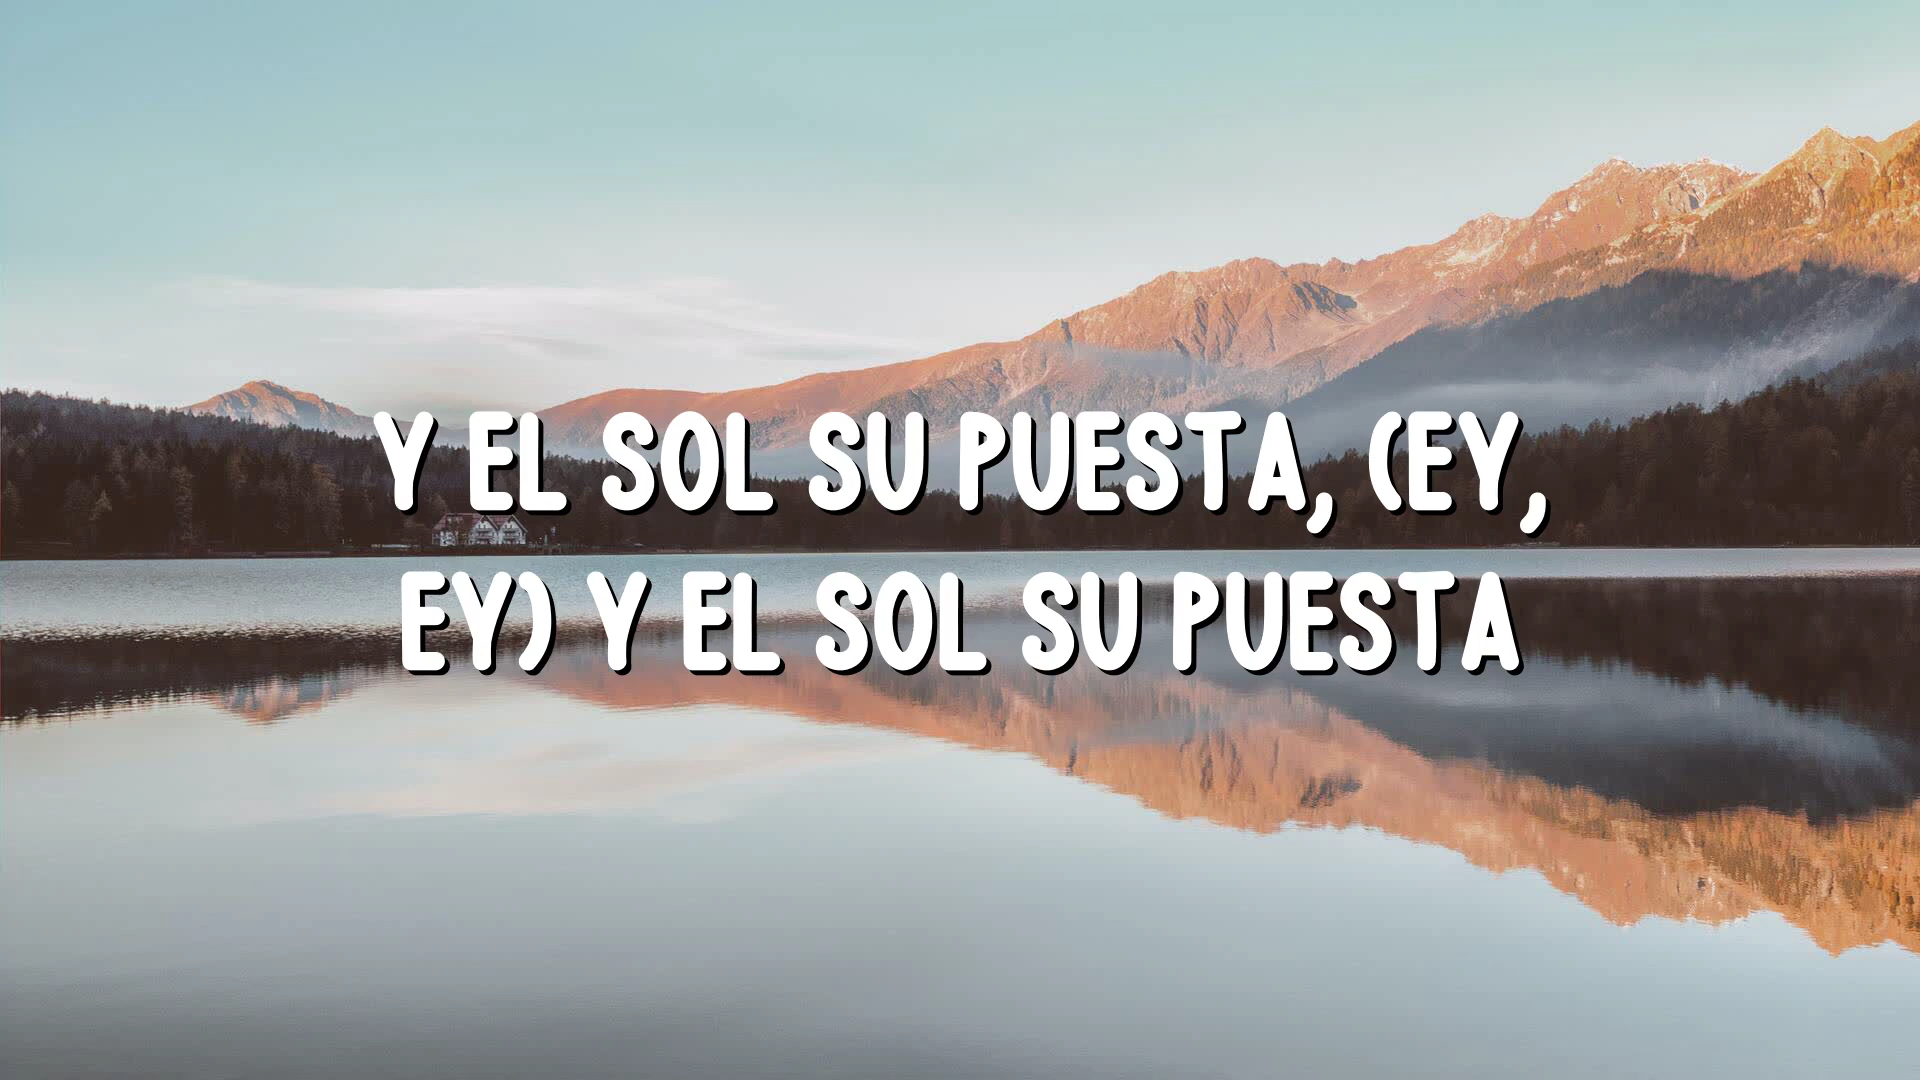 Y EL SOL SU PUESTA, (EY,
EY) Y EL SOL SU PUESTA